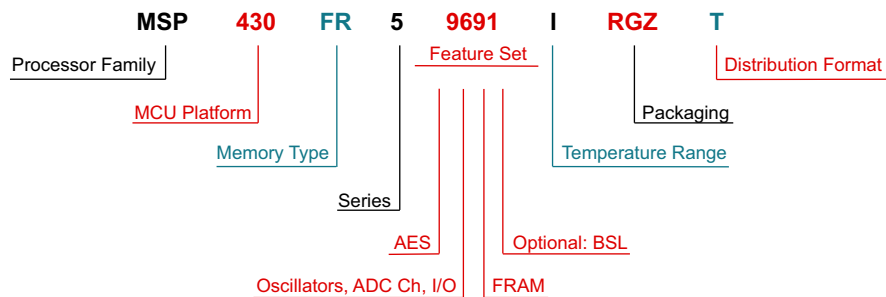 MSP 430 FR 5 9691 I RGZ T
Feature Set
Processor Family
Distribution Format
MCU Platform
Packaging
Memory Type
Temperature Range
Series
AES
Optional: BSL
Oscillators, ADC Ch, I/O
FRAM